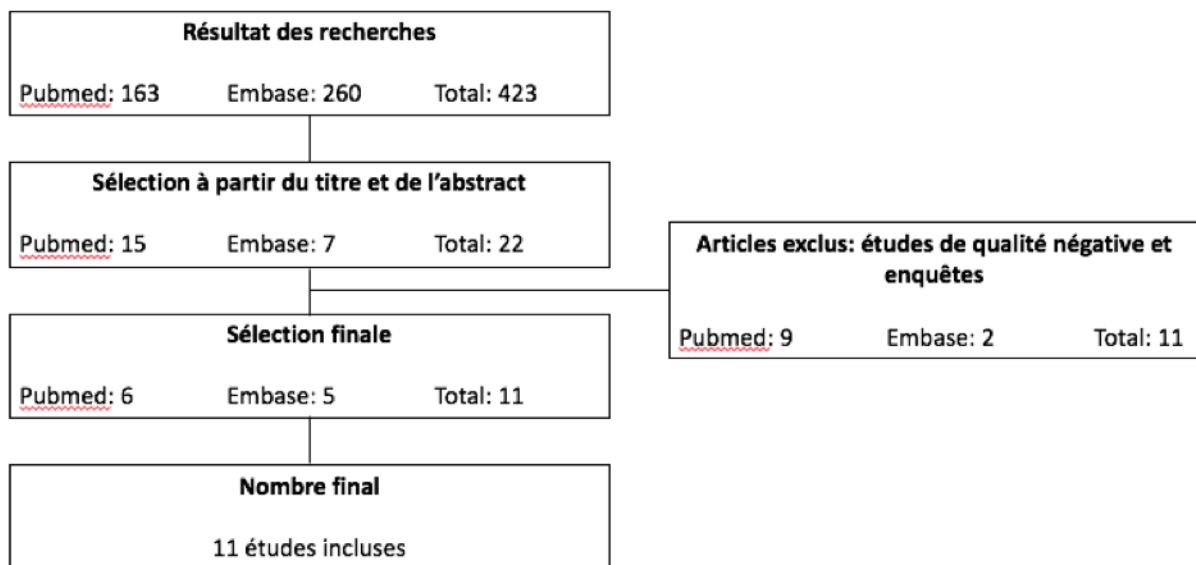 Résultat des recherches
Pubmed: 163 Embase: 260 Total: 423
Sélection à partir du titre et de l'abstract
Pubmed: 15 Embase: 7 Total: 22
Articles exclus: études de qualité négative et
enquêtes
Pubmed: 9 Embase: 2 Total: 11
Sélection finale
Pubmed: 6 Embase: 5 Total: 11
Nombre final
11 études incluses